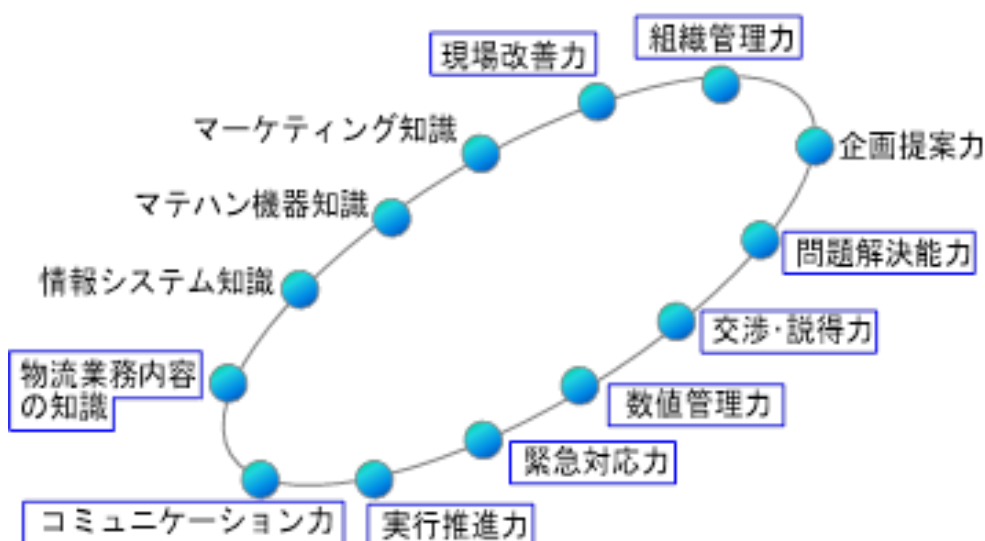 組織管理力
現場改善力
マーケティング知識
企画提案力
マテハン機器知識
問題解決能力
情報システム知識
交渉・説得力
物流業務内容
の知識
数値管理力
緊急対応力
コミュニケーション力
実行推進力